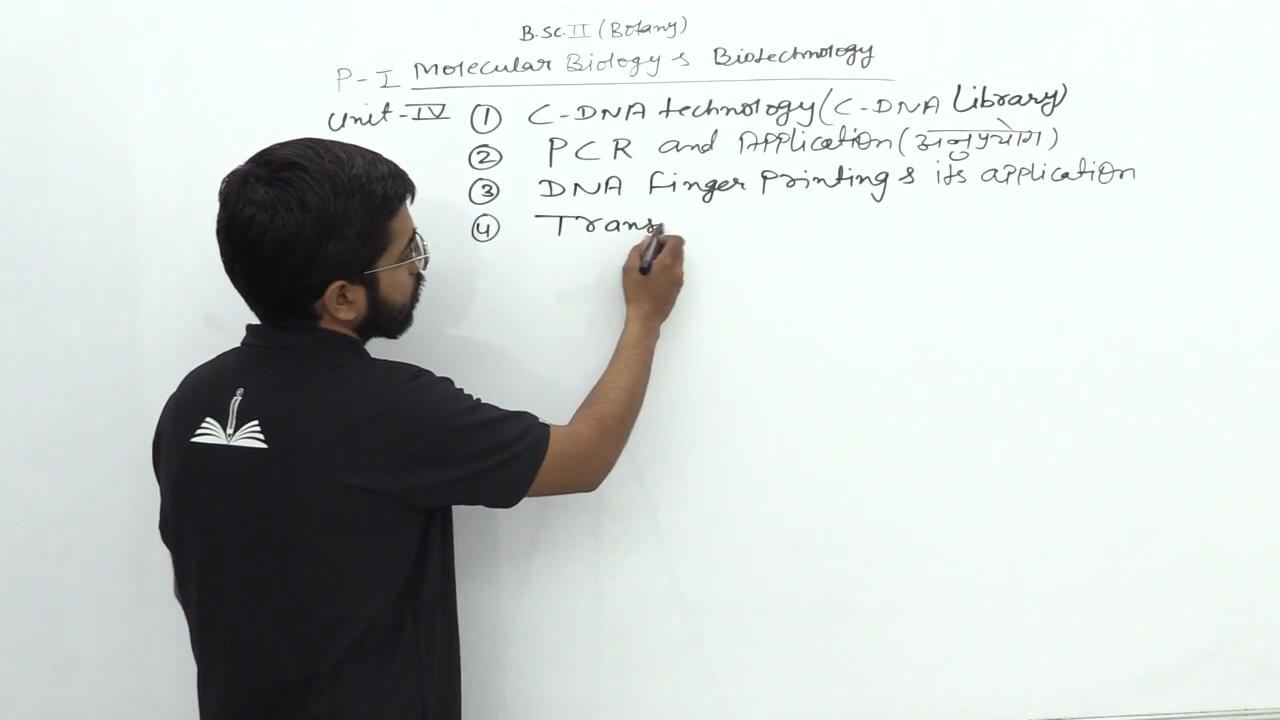 B.Sc.II (Botany)
P-I Molecular Biology & Biotechnology
Unit-IV ① C-DNA technology (C-DNA Library)
② PCR and Application (अनुप्रयोग)
③ DNA Finger Printing & its application
④ Trans